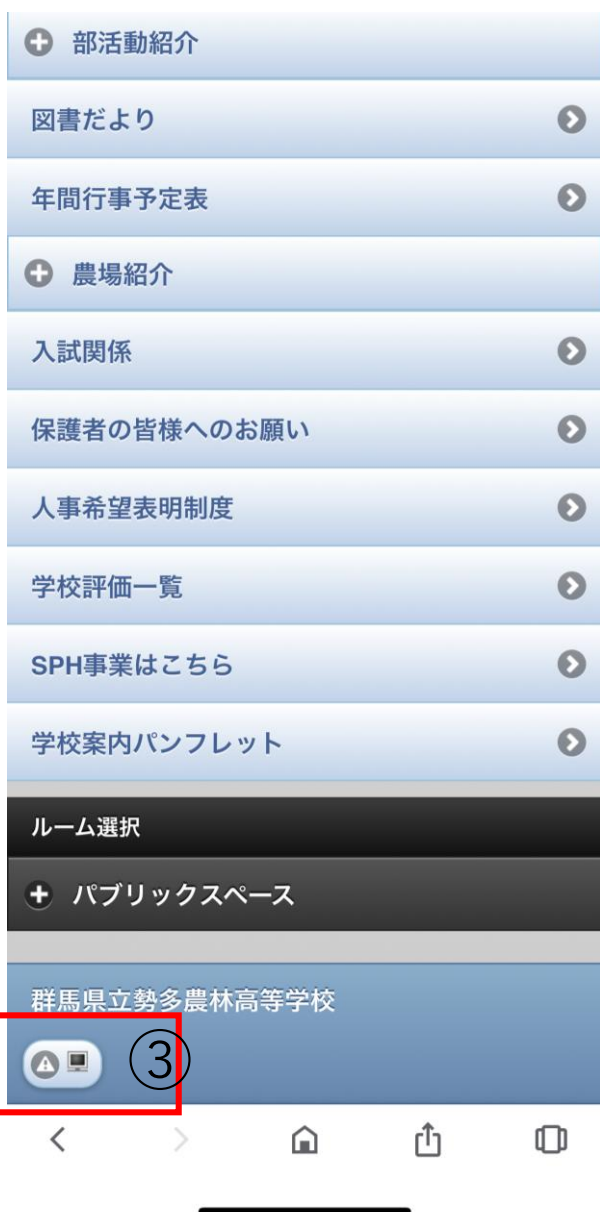 部活動紹介
図書だより
年間行事予定表
農場紹介
入試関係
保護者の皆様へのお願い
人事希望表明制度
学校評価一覧
SPH事業はこちら
学校案内パンフレット
ルーム選択
パブリックスペース
群馬県立勢多農林高等学校
③